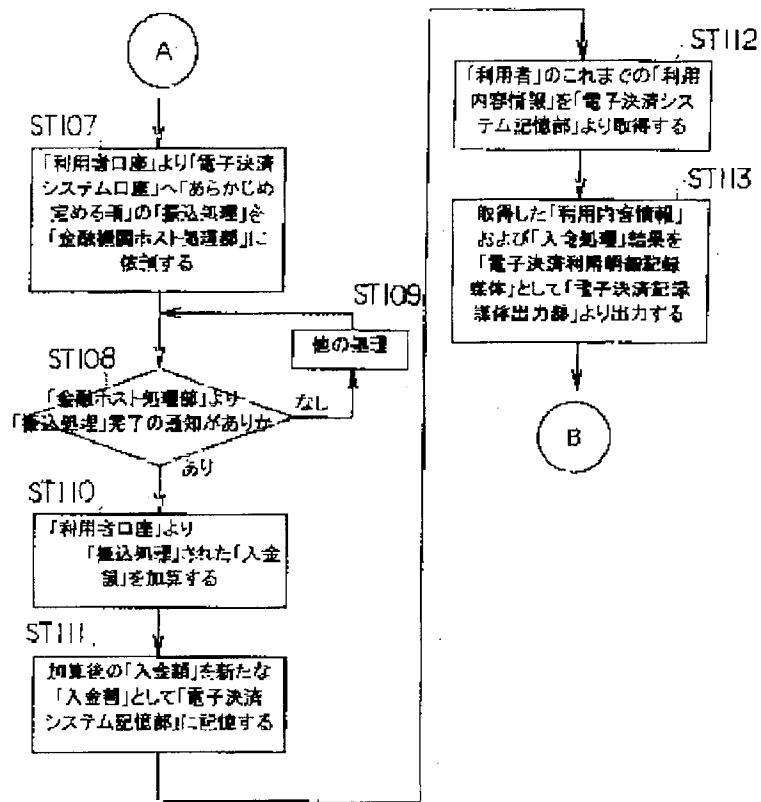 A
ST107
「利用者口座」より「電子決済
システム口座」へ「あらかじめ
定める項」の「振込処理」を
「金融機関ホスト処理部」に
依頼する
ST109
他の処理
ST108
「金融ホスト処理部」より
「振込処理」完了の通知がありか
なし
あり
ST110
「利用者口座」より
「振込処理」された「入金
額」を加算する
ST111
加算後の「入金額」を新たな
「入金額」として「電子決済
システム記憶部」に記憶する
ST112
「利用者」のこれまでの「利用
内容情報」を「電子決済シス
テム記憶部」より取得する
ST113
取得した「利用内容情報」
および「入金処理」結果を
「電子決済利用明細記録
媒体」として「電子決済記録
媒体出力部」より出力する
B